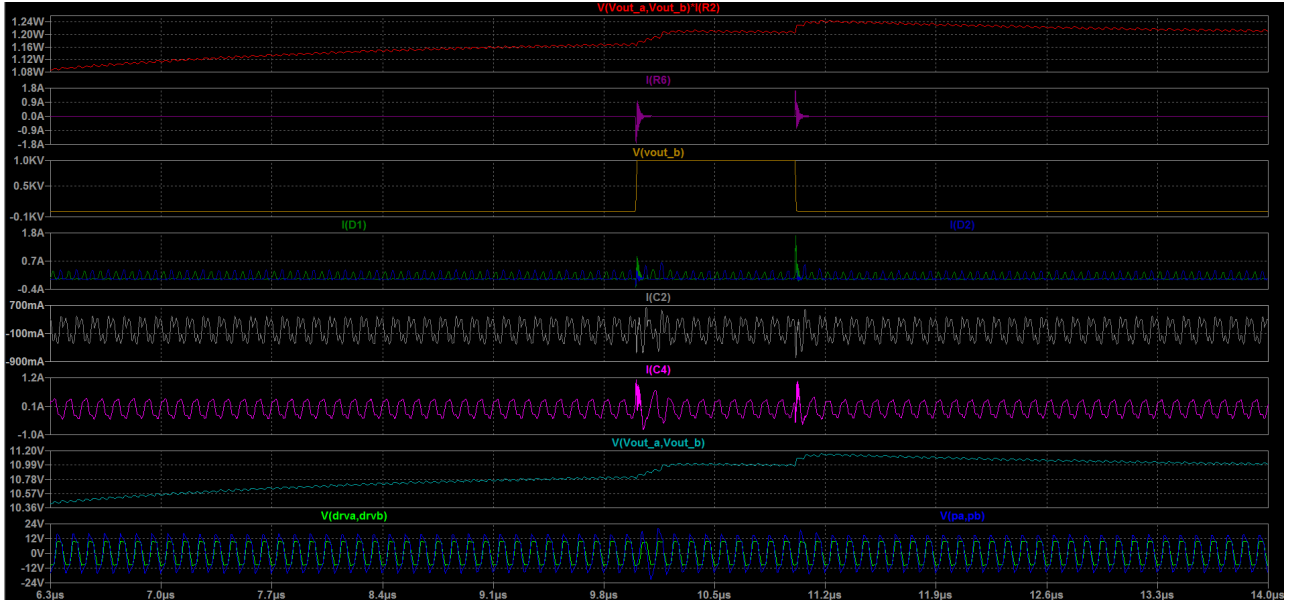 V(Vout_a,Vout_b)*I(R2)
1.24W
1.20W
1.16W
1.12W
1.08W
I(R6)
1.8A
0.9A
0.0A
-0.9A
-1.8A
V(vout_b)
1.0KV
0.5KV
-0.1KV
I(D1) I(D2)
1.8A
0.7A
-0.4A
I(C2)
700mA
-100mA
-900mA
I(C4)
1.2A
0.1A
-1.0A
V(Vout_a,Vout_b)
11.20V
10.99V
10.78V
10.57V
10.36V
V(drva,drvb) V(pa,pb)
24V
12V
0V
-12V
-24V
6.3µs 7.0µs 7.7µs 8.4µs 9.1µs 9.8µs 10.5µs 11.2µs 11.9µs 12.6µs 13.3µs 14.0µs